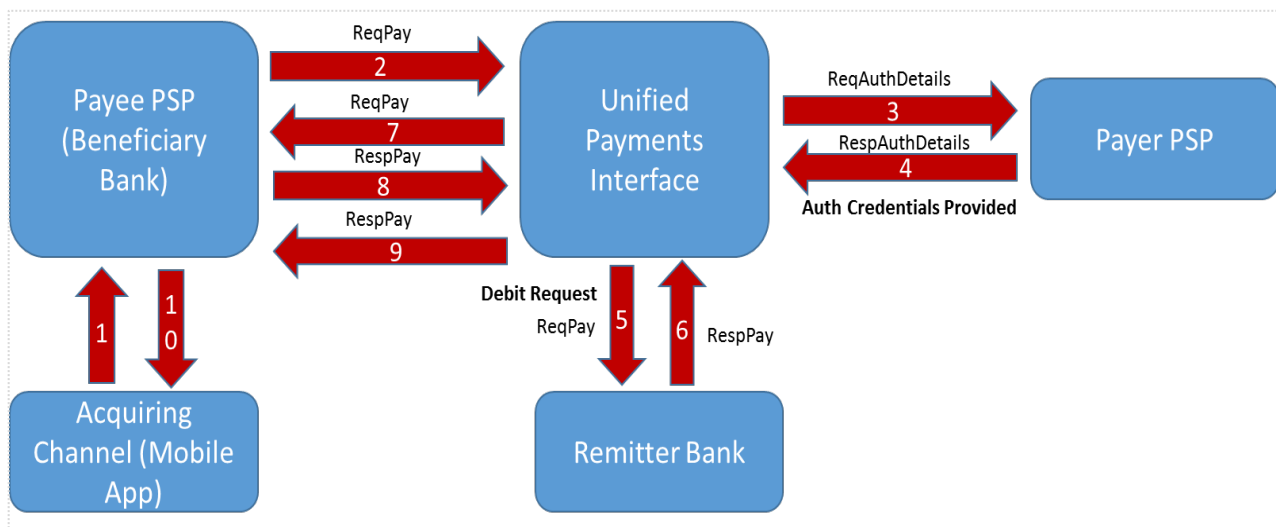 ReqPay
2
ReqPay
7
RespPay
8
RespPay
9
Payee PSP
(Beneficiary
Bank)
Unified
Payments
Interface
ReqAuthDetails
3
RespAuthDetails
4
Auth Credentials Provided
Payer PSP
1
1
0
Debit Request
ReqPay
5
6
RespPay
Acquiring
Channel (Mobile
App)
Remitter Bank